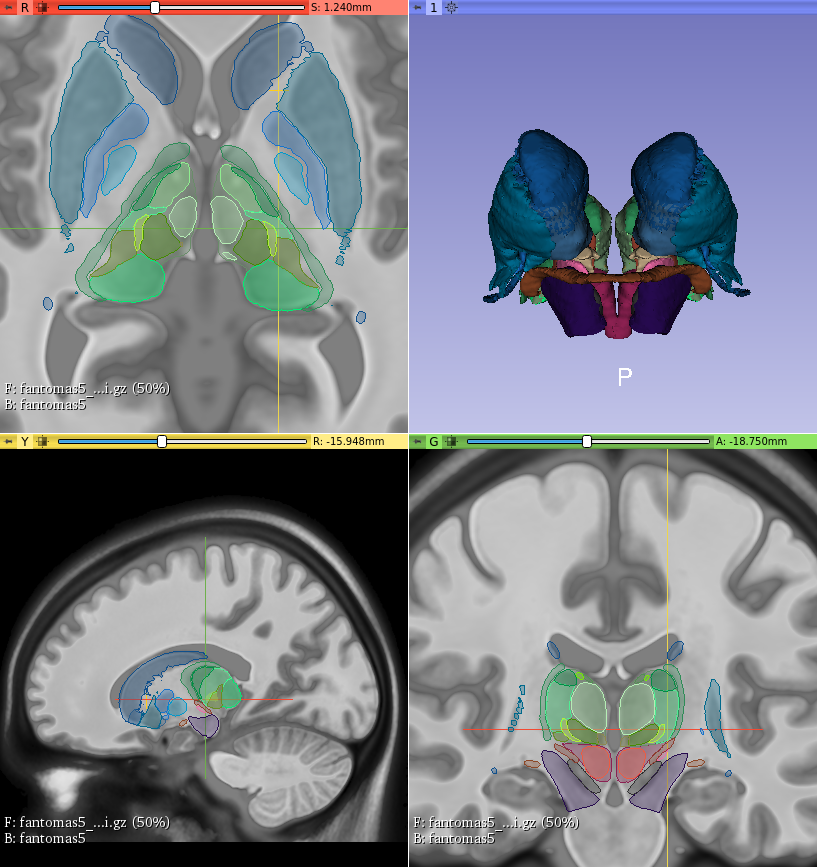 R S: 1.240mm
1
F: fantomas5_...i.gz (50%)
B: fantomas5
P
Y R: -15.948mm
G A: -18.750mm
F: fantomas5_...i.gz (50%)
B: fantomas5
F: fantomas5_...i.gz (50%)
B: fantomas5